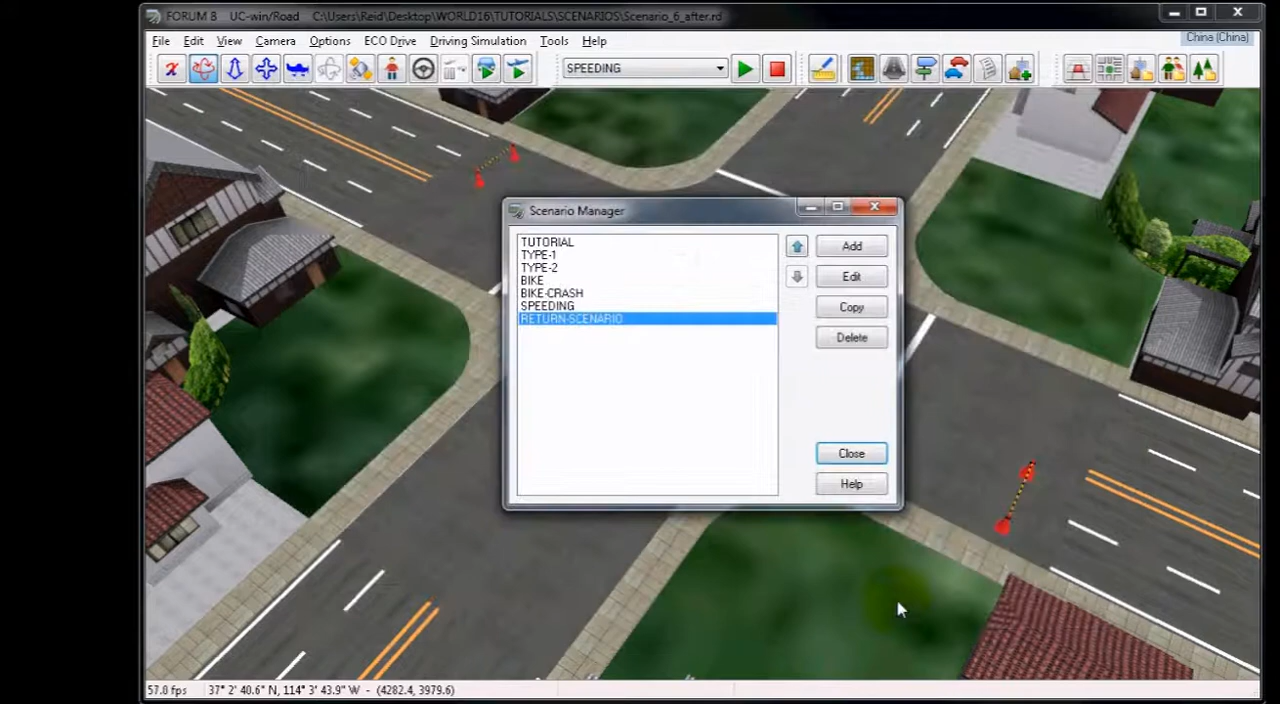 FORUM 8 UC-win/Road C:\Users\Reid\Desktop\WORLD16\TUTORIALS\SCENARIOS\Scenario_6_after.rd
File Edit View Camera Options ECO Drive Driving Simulation Tools Help
China (China)
SPEEDING
Scenario Manager
TUTORIAL
TYPE-1
TYPE-2
BIKE
BIKE-CRASH
SPEEDING
RETURN-SCENARIO
Add
Edit
Copy
Delete
Close
Help
57.0 fps 37° 2' 40.6" N, 114° 3' 43.9" W - (4282.4, 3979.6)